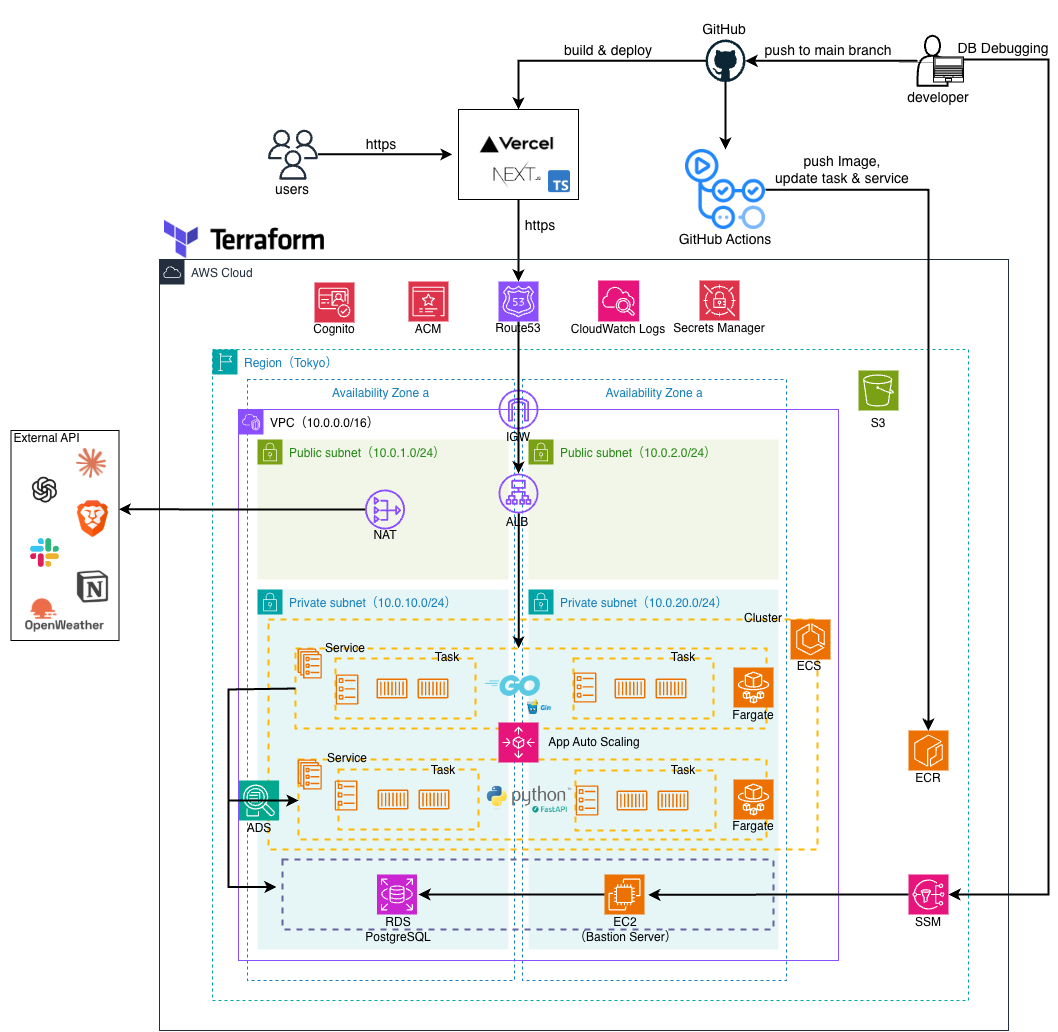 GitHub
build & deploy
push to main branch
DB Debugging
developer
Vercel
NEXT.JS
TS
https
users
push Image,
update task & service
https
GitHub Actions
Terraform
AWS Cloud
53
Cognito
ACM
Route53
CloudWatch Logs
Secrets Manager
Region（Tokyo）
Availability Zone a
Availability Zone a
S3
VPC（10.0.0.0/16）
IGW
External API
Public subnet（10.0.1.0/24）
Public subnet（10.0.2.0/24）
ALB
NAT
N
OpenWeather
Private subnet（10.0.10.0/24）
Private subnet（10.0.20.0/24）
Cluster
ECS
Service
Task
Task
GO
Gin
Fargate
App Auto Scaling
ECR
Service
Task
Task
python
FastAPI
Fargate
ADS
RDS
PostgreSQL
EC2
（Bastion Server）
SSM